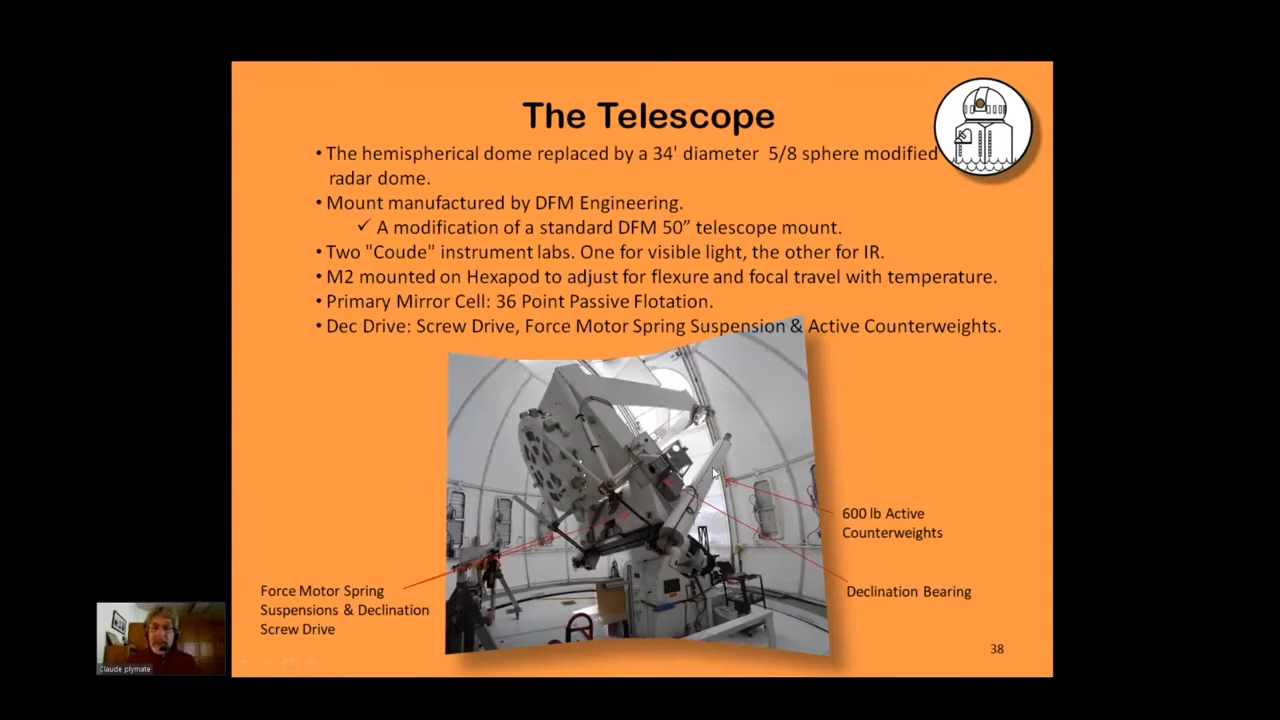 The Telescope
• The hemispherical dome replaced by a 34' diameter 5/8 sphere modified
radar dome.
• Mount manufactured by DFM Engineering.
✓ A modification of a standard DFM 50” telescope mount.
• Two "Coude" instrument labs. One for visible light, the other for IR.
• M2 mounted on Hexapod to adjust for flexure and focal travel with temperature.
• Primary Mirror Cell: 36 Point Passive Flotation.
• Dec Drive: Screw Drive, Force Motor Spring Suspension & Active Counterweights.
600 lb Active
Counterweights
Declination Bearing
Force Motor Spring
Suspensions & Declination
Screw Drive
38
Claude plymate